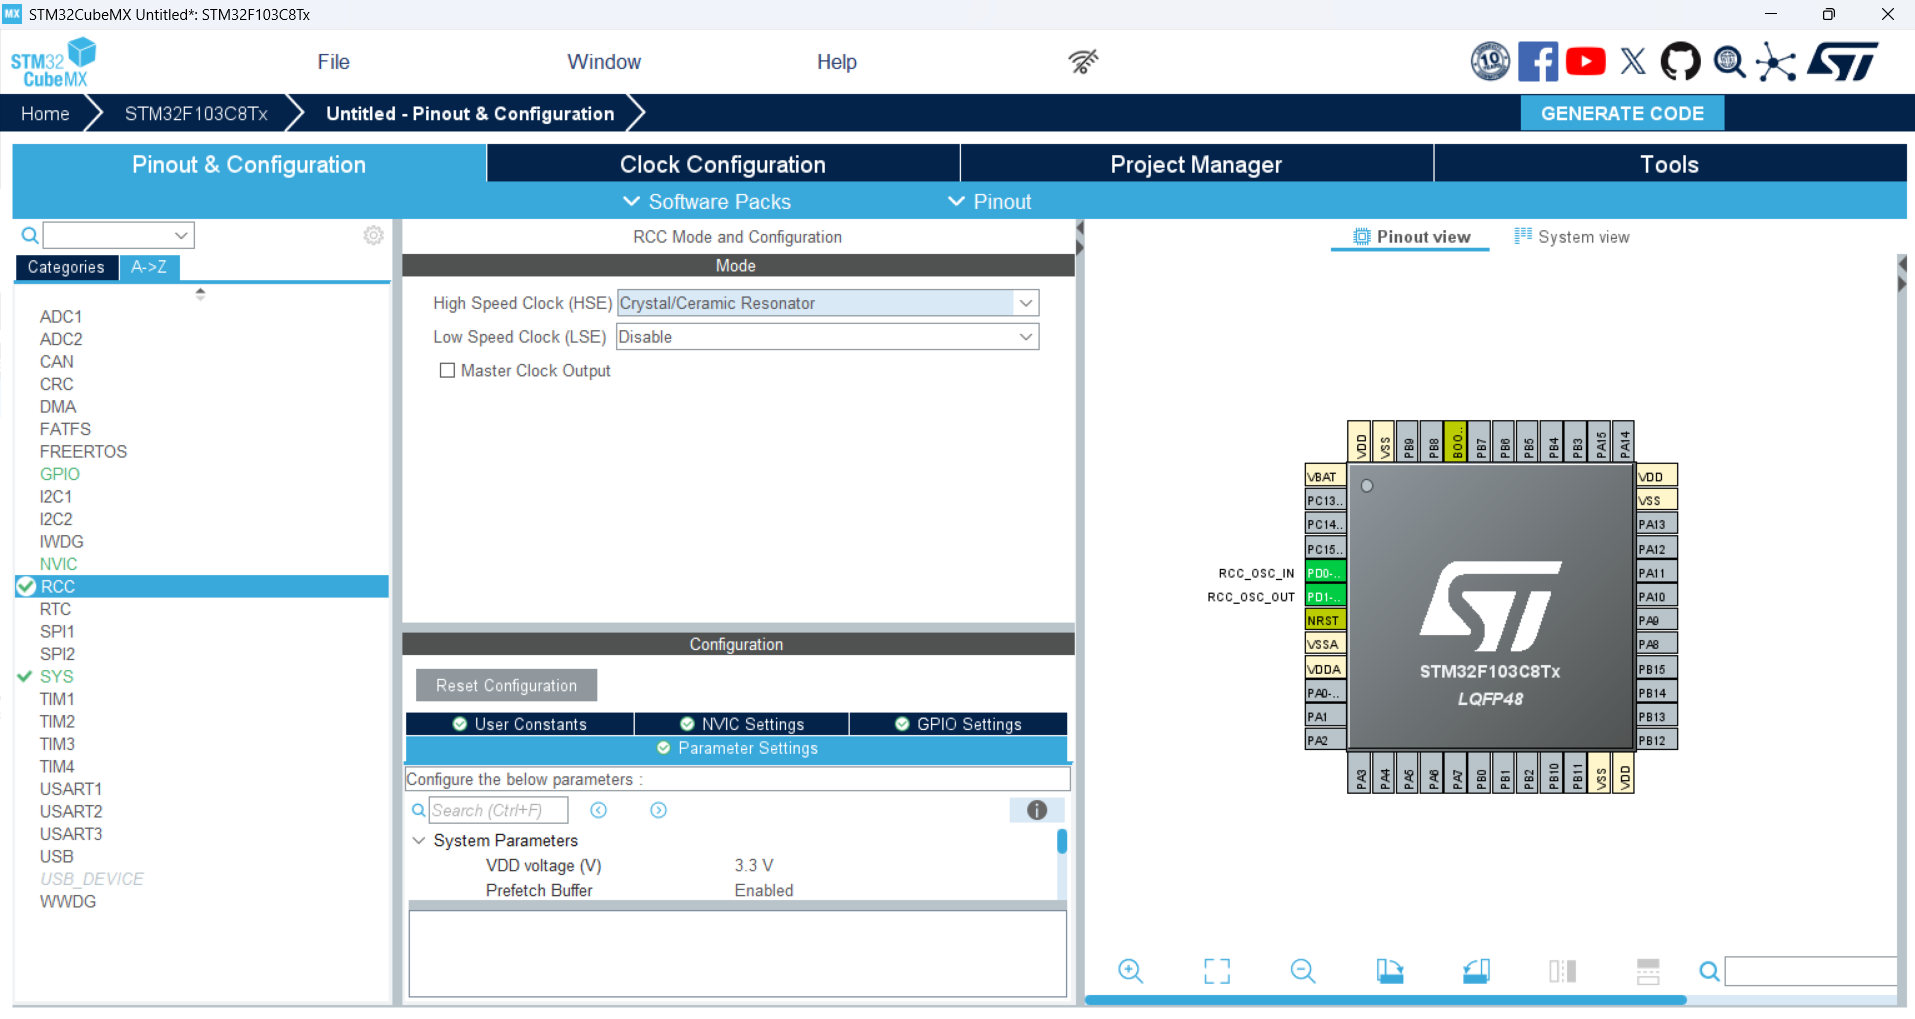 MX STM32CubeMX Untitled*: STM32F103C8Tx
STM32 CubeMX
File Window Help
10
Home STM32F103C8Tx Untitled - Pinout & Configuration GENERATE CODE
Pinout & Configuration Clock Configuration Project Manager Tools
Software Packs Pinout
Categories A->Z
ADC1
ADC2
CAN
CRC
DMA
FATFS
FREERTOS
GPIO
I2C1
I2C2
IWDG
NVIC
RCC
RTC
SPI1
SPI2
SYS
TIM1
TIM2
TIM3
TIM4
USART1
USART2
USART3
USB
USB_DEVICE
WWDG
RCC Mode and Configuration
Mode
High Speed Clock (HSE) Crystal/Ceramic Resonator
Low Speed Clock (LSE) Disable
Master Clock Output
Configuration
Reset Configuration
User Constants NVIC Settings GPIO Settings
Parameter Settings
Configure the below parameters :
Search (Ctrl+F)
System Parameters
VDD voltage (V) 3.3 V
Prefetch Buffer Enabled
Pinout view System view
VDD VSS PB9 PB8 BOO.. PB7 PB6 PB5 PB4 PB3 PA15 PA14
VBAT VDD
PC13.. VSS
PC14.. PA13
PC15.. PA12
RCC_OSC_IN PD0-.. PA11
RCC_OSC_OUT PD1-.. PA10
NRST PA9
VSSA PA8
VDDA PB15
PA0-.. PB14
PA1 PB13
PA2 PB12
STM32F103C8Tx
LQFP48
PA3 PA4 PA5 PA6 PA7 PB0 PB1 PB2 PB10 PB11 VSS VDD